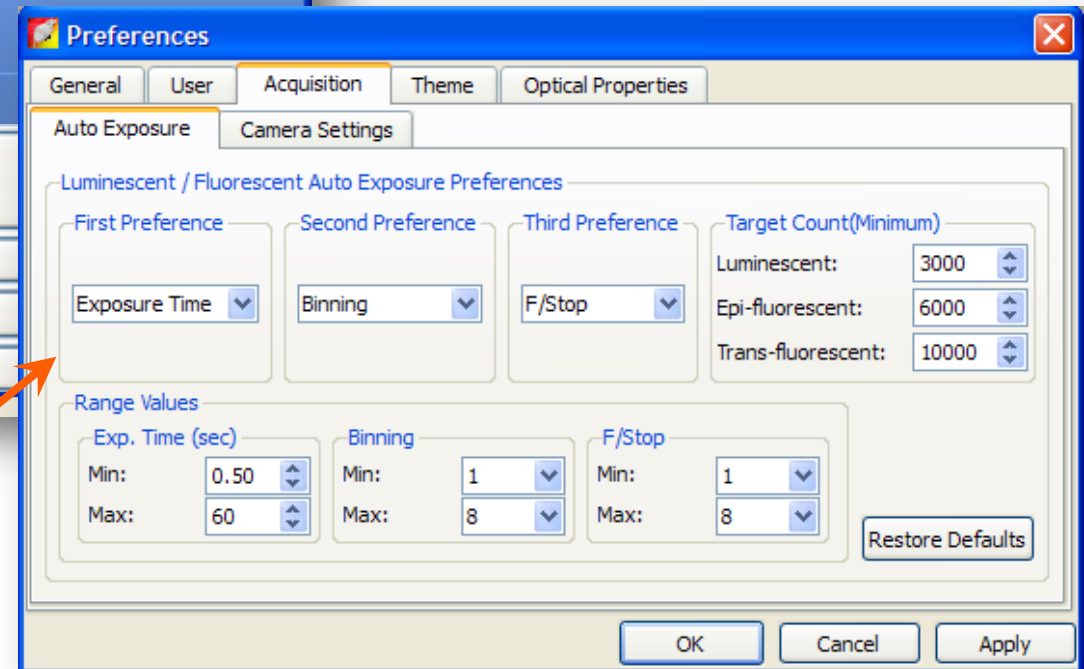 Preferences
General User Acquisition Theme Optical Properties
Auto Exposure Camera Settings
Luminescent / Fluorescent Auto Exposure Preferences
First Preference Second Preference Third Preference Target Count(Minimum)
Luminescent: 3000
Exposure Time Binning F/Stop Epi-fluorescent: 6000
Trans-fluorescent: 10000
Range Values
Exp. Time (sec) Binning F/Stop
Min: 0.50 Min: 1 Min: 1
Max: 60 Max: 8 Max: 8
Restore Defaults
OK Cancel Apply